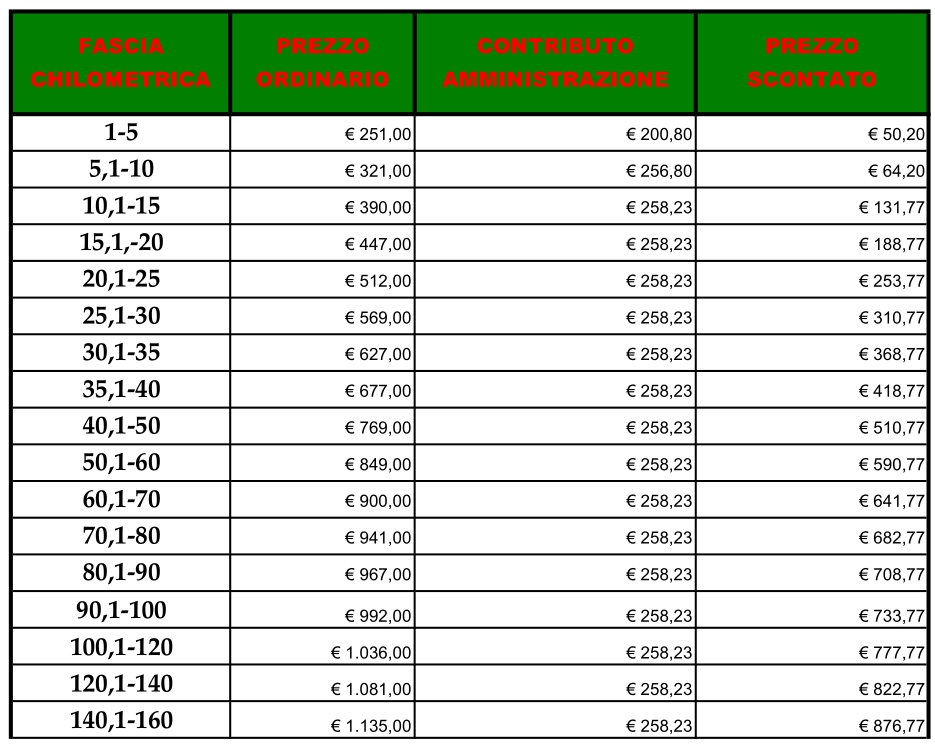 FASCIA CHILOMETRICA PREZZO ORDINARIO CONTRIBUTO AMMINISTRAZIONE PREZZO SCONTATO
1-5 € 251,00 € 200,80 € 50,20
5,1-10 € 321,00 € 256,80 € 64,20
10,1-15 € 390,00 € 258,23 € 131,77
15,1,-20 € 447,00 € 258,23 € 188,77
20,1-25 € 512,00 € 258,23 € 253,77
25,1-30 € 569,00 € 258,23 € 310,77
30,1-35 € 627,00 € 258,23 € 368,77
35,1-40 € 677,00 € 258,23 € 418,77
40,1-50 € 769,00 € 258,23 € 510,77
50,1-60 € 849,00 € 258,23 € 590,77
60,1-70 € 900,00 € 258,23 € 641,77
70,1-80 € 941,00 € 258,23 € 682,77
80,1-90 € 967,00 € 258,23 € 708,77
90,1-100 € 992,00 € 258,23 € 733,77
100,1-120 € 1.036,00 € 258,23 € 777,77
120,1-140 € 1.081,00 € 258,23 € 822,77
140,1-160 € 1.135,00 € 258,23 € 876,77